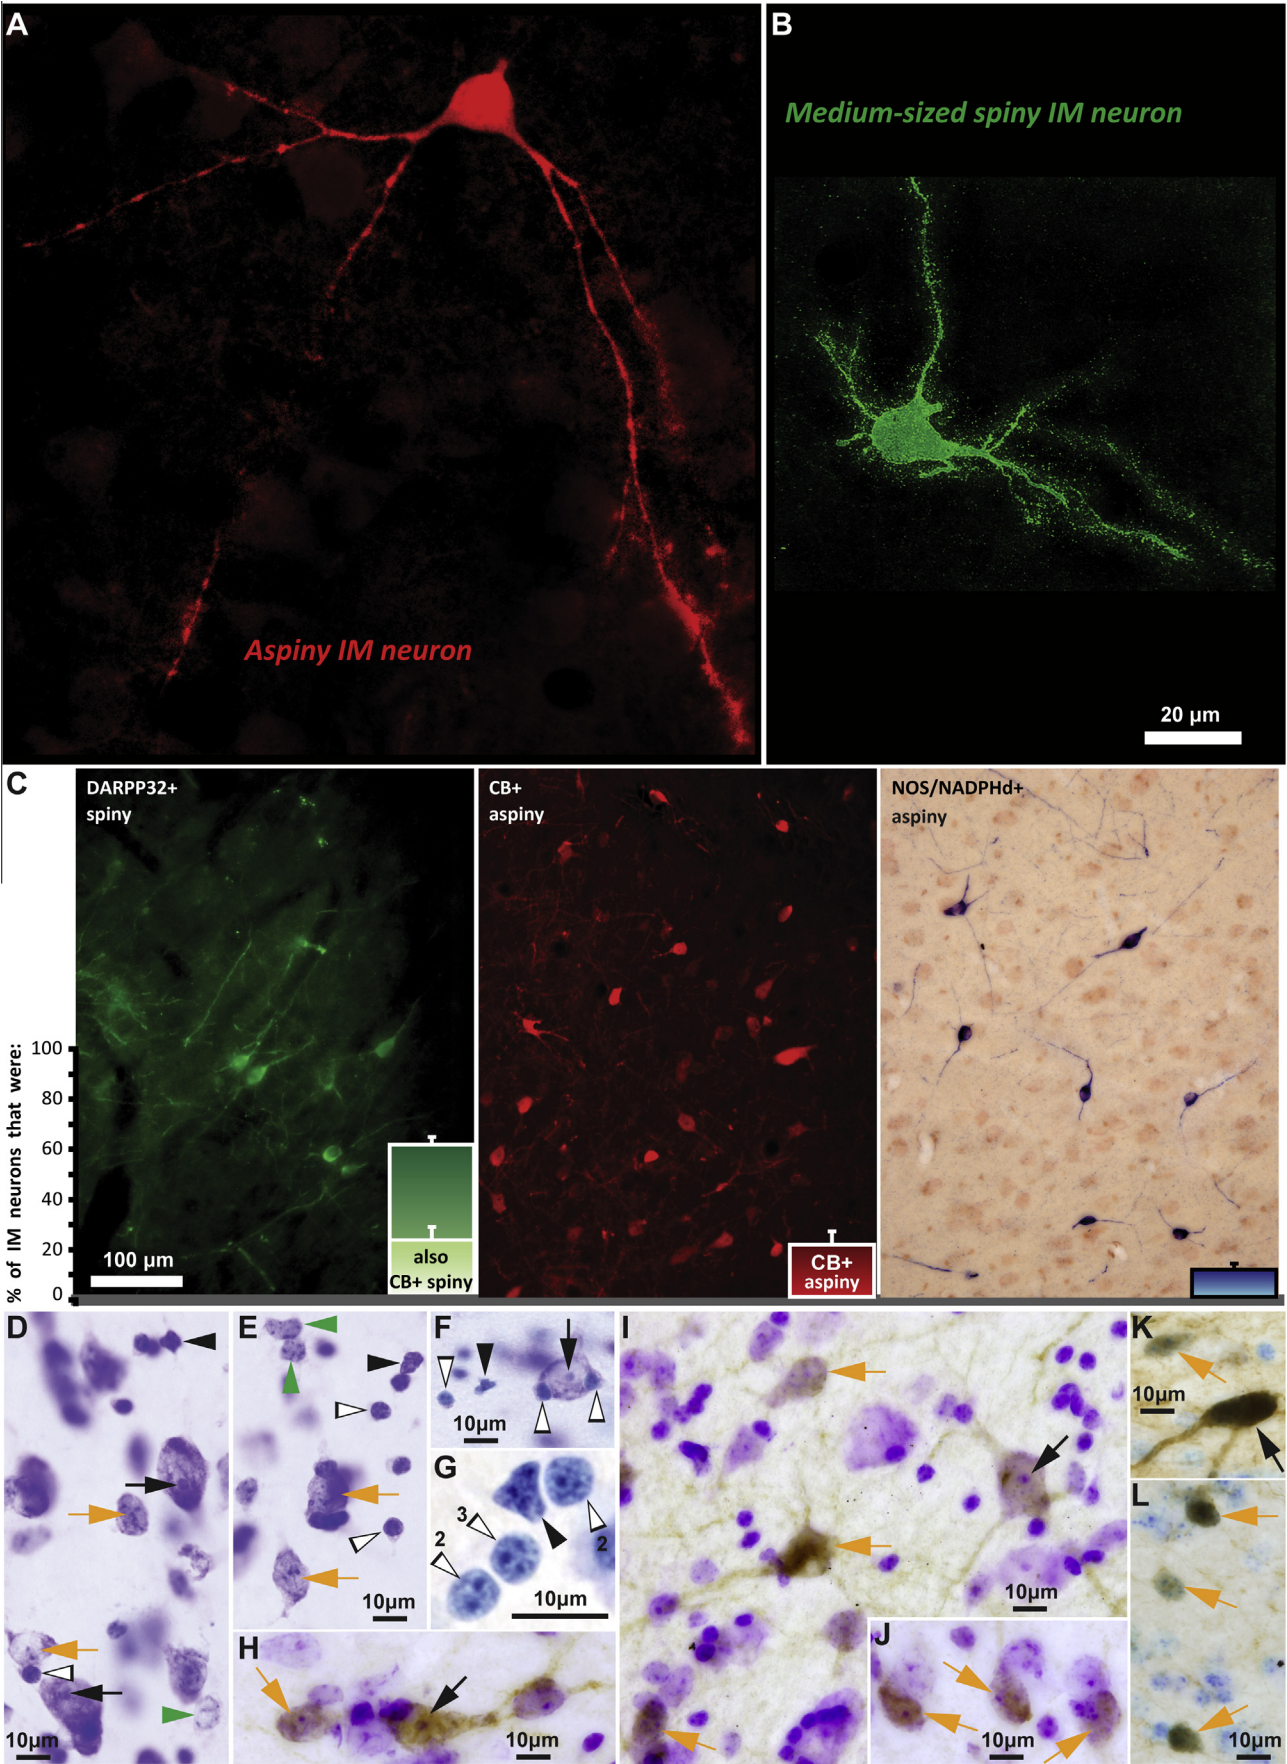 A
B
Medium-sized spiny IM neuron
Aspiny IM neuron
20 µm
C
DARPP32+
spiny
CB+
aspiny
NOS/NADPHd+
aspiny
% of IM neurons that were:
100
80
60
40
20
0
100 µm
also
CB+ spiny
CB+
aspiny
D
10µm
E
10µm
F
10µm
G
3
2
2
10µm
H
10µm
I
10µm
J
10µm
K
10µm
L
10µm